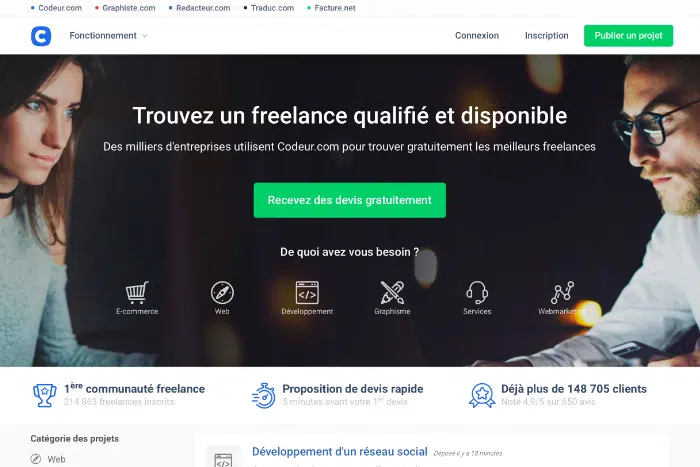 Codeur.com Graphiste.com Redacteur.com Traduc.com Facture.net
C Fonctionnement Connexion Inscription Publier un projet
Trouvez un freelance qualifié et disponible
Des milliers d'entreprises utilisent Codeur.com pour trouver gratuitement les meilleurs freelances
Recevez des devis gratuitement
De quoi avez vous besoin ?
E-commerce Web Développement Graphisme Services Webmarketing
1ère communauté freelance
214 863 freelances inscrits
Proposition de devis rapide
5 minutes avant votre 1er devis
Déjà plus de 148 705 clients
Noté 4,9/5 sur 650 avis
Catégorie des projets
Web
Développement d'un réseau social Déposé il y a 18 minutes